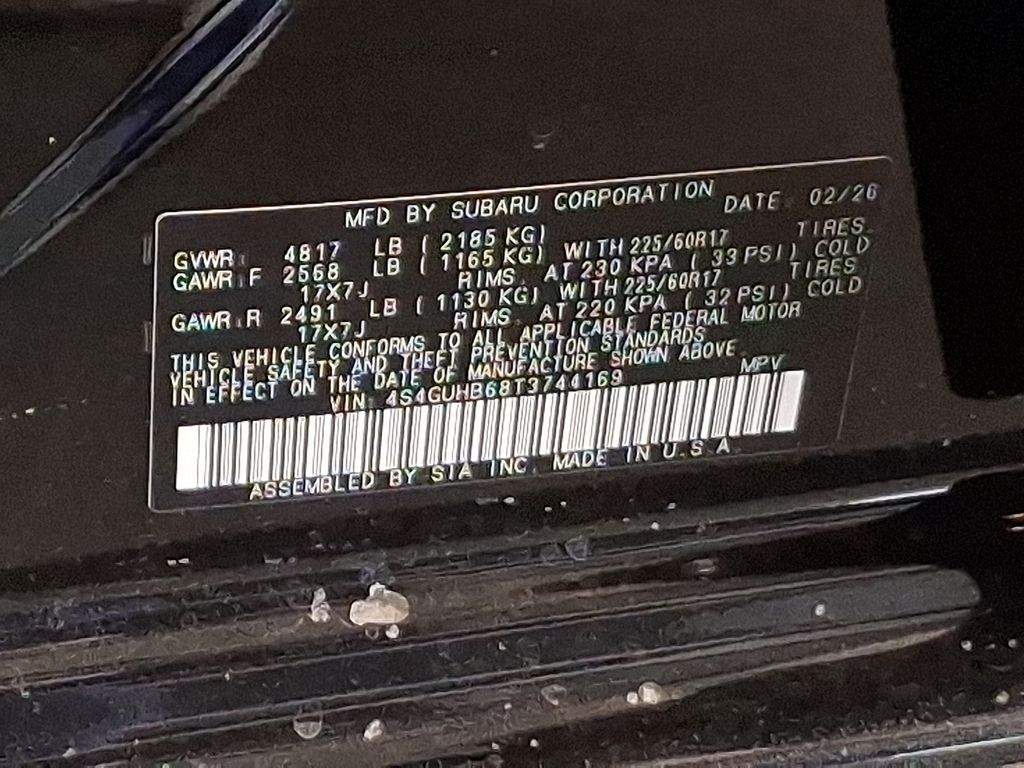 MFD BY SUBARU CORPORATION DATE: 02/26
GVWR: 4817 LB ( 2185 KG)
GAWR:F 2568 LB ( 1165 KG) WITH 225/60R17 TIRES.
17X7J RIMS. AT 230 KPA ( 33 PSI) COLD
GAWR:R 2491 LB ( 1130 KG) WITH 225/60R17 TIRES
17X7J RIMS. AT 220 KPA ( 32 PSI) COLD
THIS VEHICLE CONFORMS TO ALL APPLICABLE FEDERAL MOTOR
VEHICLE SAFETY AND THEFT PREVENTION STANDARDS
IN EFFECT ON THE DATE OF MANUFACTURE SHOWN ABOVE.
VIN: 4S4GUHB68T3744169 MPV
ASSEMBLED BY SIA INC. MADE IN U.S.A.